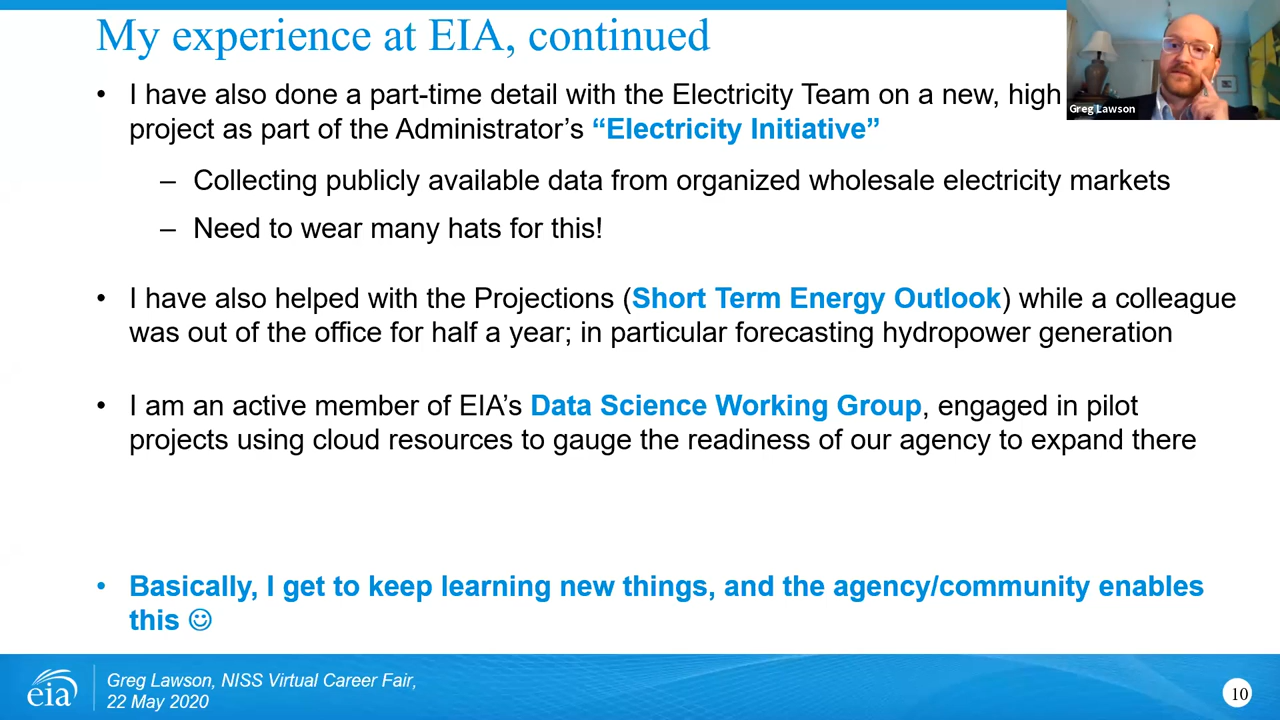 My experience at EIA, continued
• I have also done a part-time detail with the Electricity Team on a new, high
project as part of the Administrator’s “Electricity Initiative”
– Collecting publicly available data from organized wholesale electricity markets
– Need to wear many hats for this!
• I have also helped with the Projections (Short Term Energy Outlook) while a colleague
was out of the office for half a year; in particular forecasting hydropower generation
• I am an active member of EIA’s Data Science Working Group, engaged in pilot
projects using cloud resources to gauge the readiness of our agency to expand there
• Basically, I get to keep learning new things, and the agency/community enables
this ☺
Greg Lawson
eia
Greg Lawson, NISS Virtual Career Fair,
22 May 2020
10